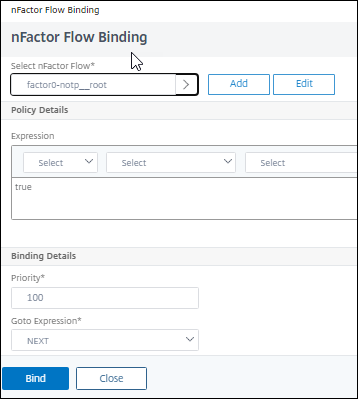 nFactor Flow Binding
nFactor Flow Binding
Select nFactor Flow*
factor0-notp__root
Add
Edit
Policy Details
Expression
Select
Select
Select
true
Binding Details
Priority*
100
Goto Expression*
NEXT
Bind
Close